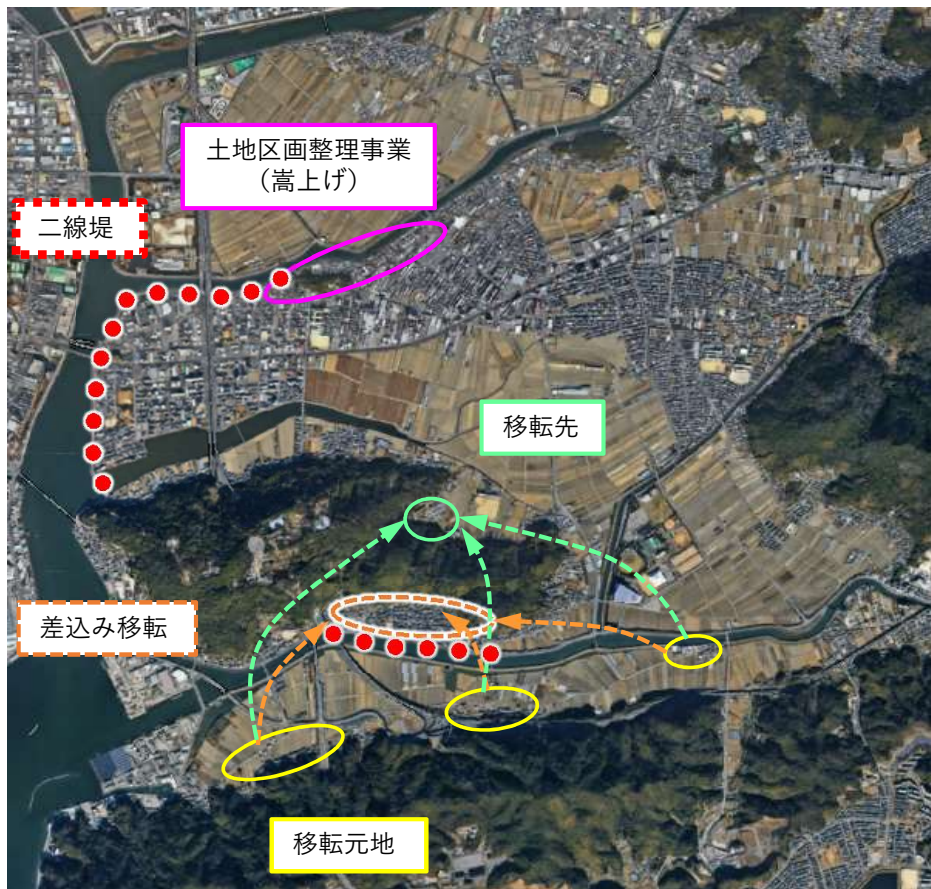 土地区画整理事業
（嵩上げ）
二線堤
移転先
差込み移転
移転元地